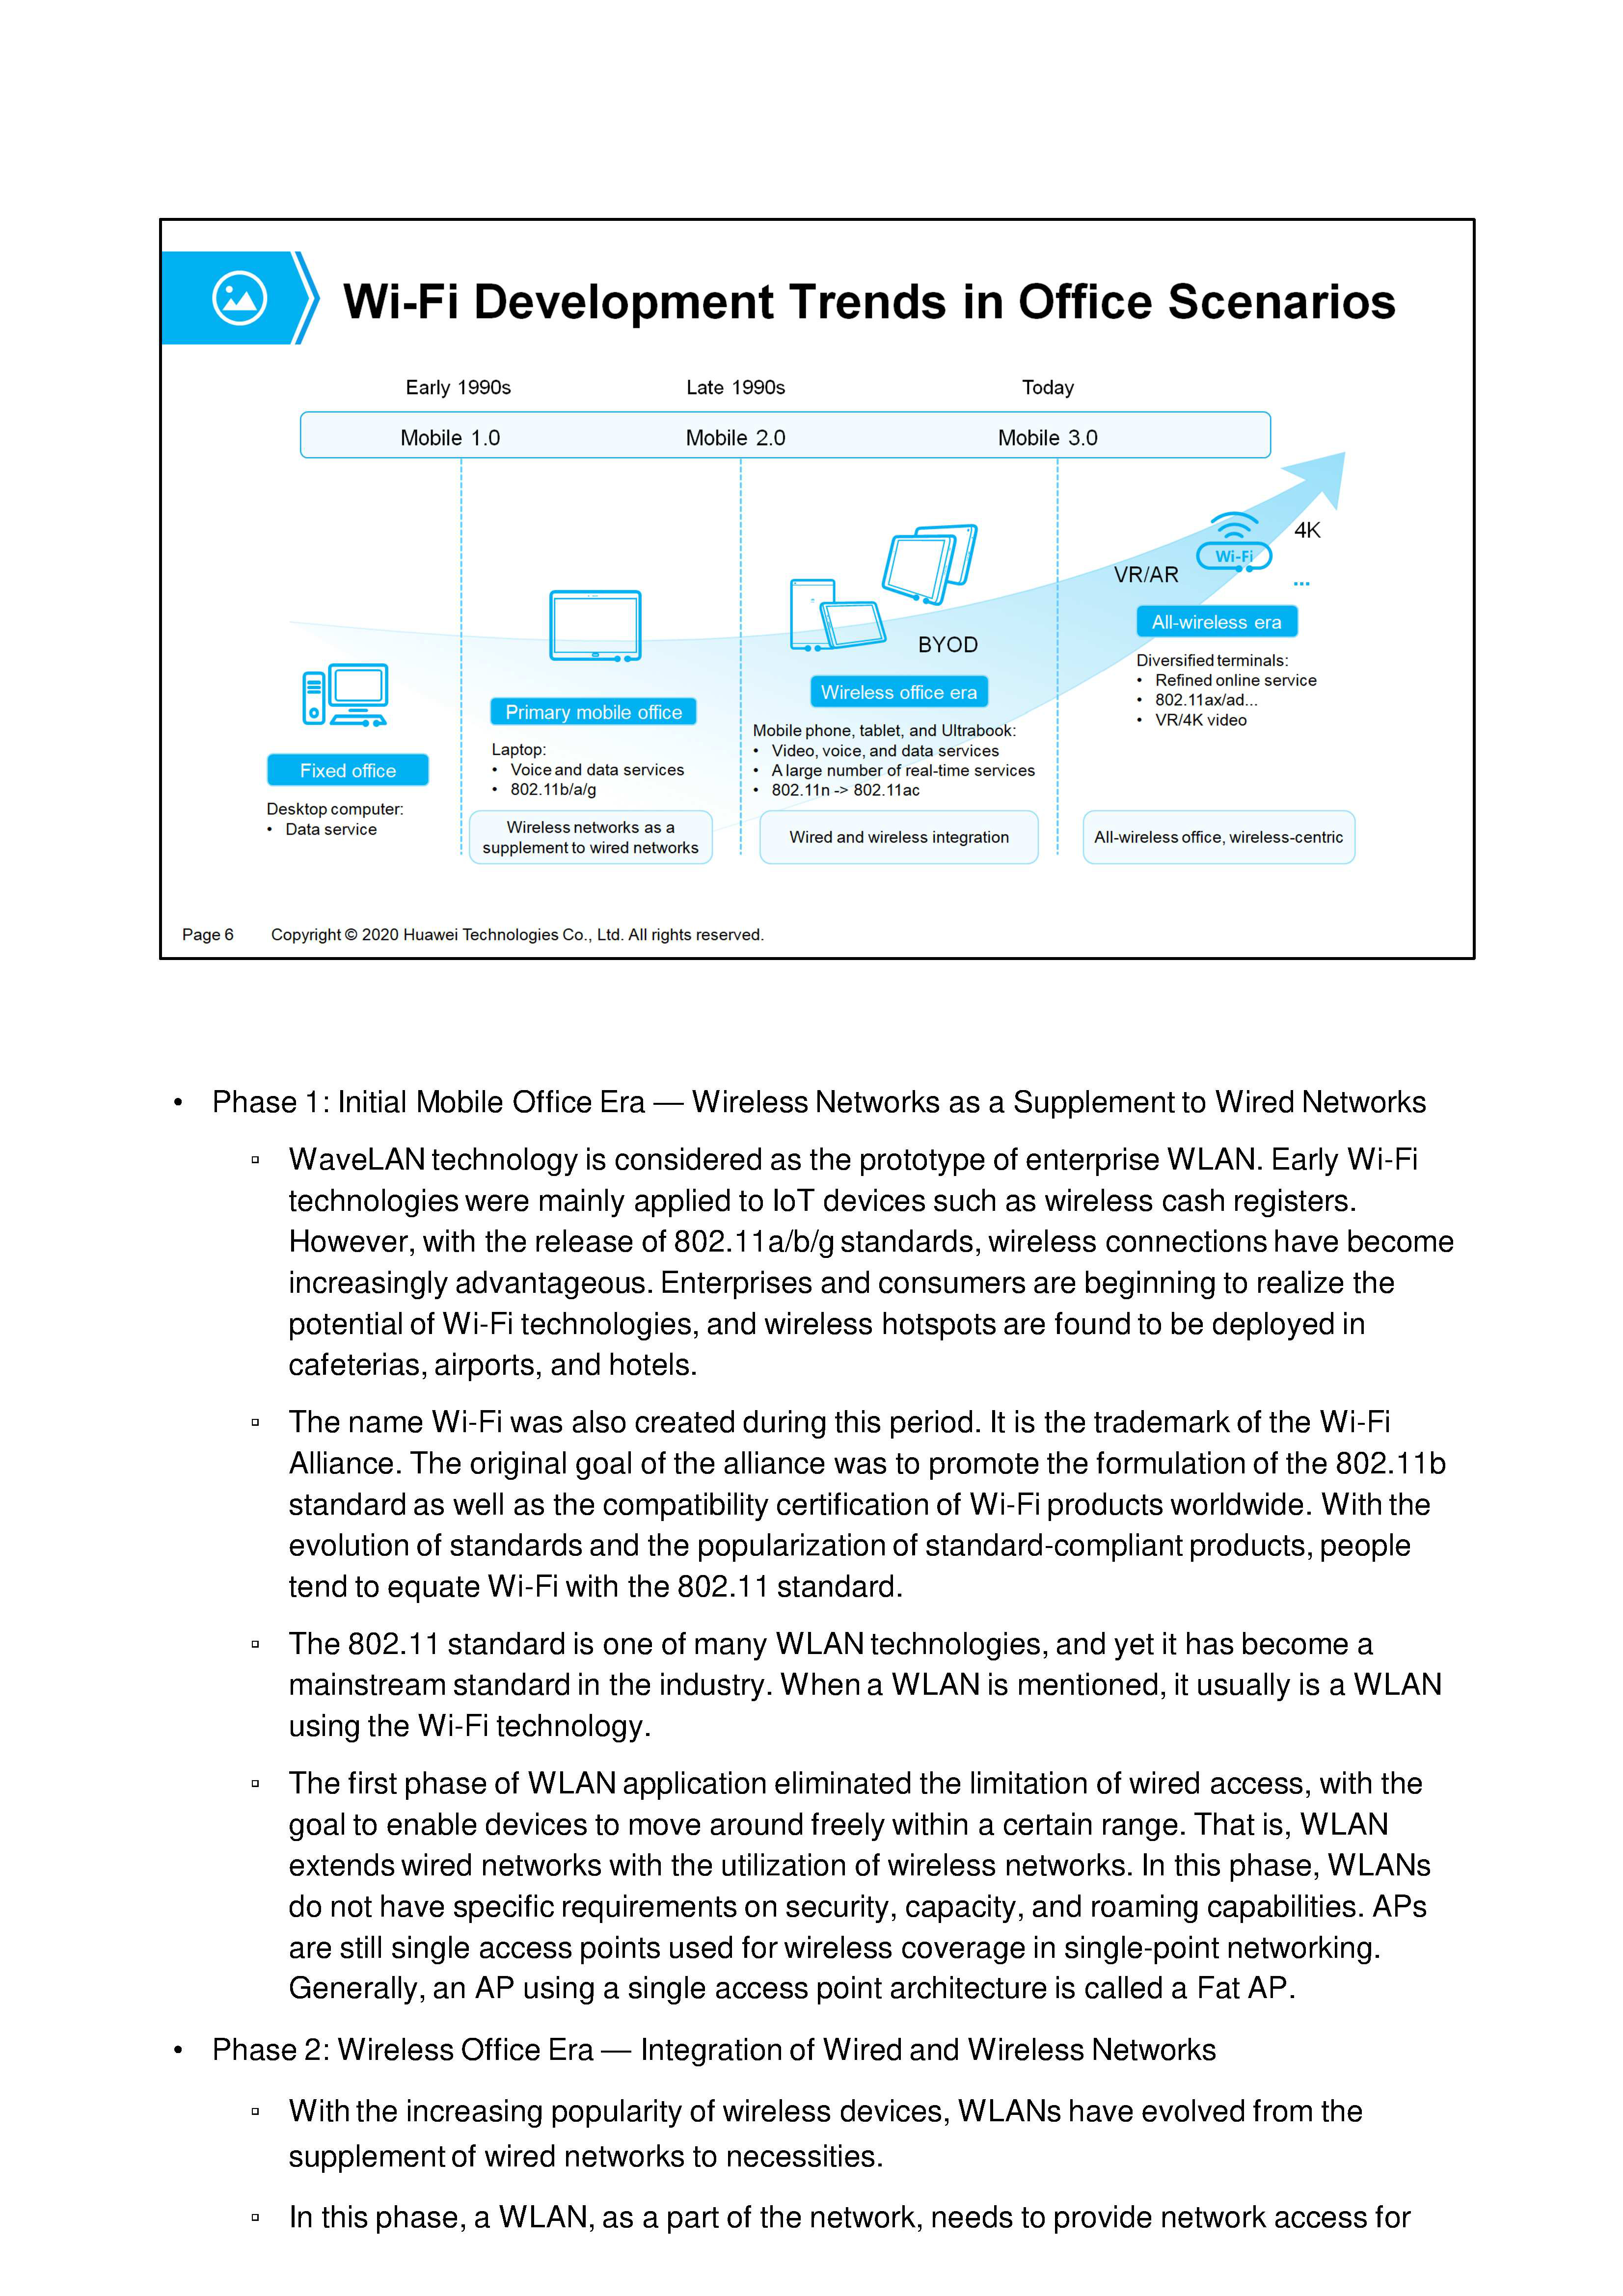 Wi-Fi Development Trends in Office Scenarios
Early 1990s
Late 1990s
Today
Mobile 1.0
Mobile 2.0
Mobile 3.0
4K
Wi-Fi
VR/AR
...
All-wireless era
BYOD
Diversified terminals:
• Refined online service
• 802.11ax/ad...
• VR/4K video
Wireless office era
Mobile phone, tablet, and Ultrabook:
• Video, voice, and data services
• A large number of real-time services
• 802.11n -> 802.11ac
Primary mobile office
Laptop:
• Voice and data services
• 802.11b/a/g
Fixed office
Desktop computer:
• Data service
Wireless networks as a
supplement to wired networks
Wired and wireless integration
All-wireless office, wireless-centric
Page 6 Copyright © 2020 Huawei Technologies Co., Ltd. All rights reserved.
• Phase 1: Initial Mobile Office Era — Wireless Networks as a Supplement to Wired Networks
▫ WaveLAN technology is considered as the prototype of enterprise WLAN. Early Wi-Fi
technologies were mainly applied to IoT devices such as wireless cash registers.
However, with the release of 802.11a/b/g standards, wireless connections have become
increasingly advantageous. Enterprises and consumers are beginning to realize the
potential of Wi-Fi technologies, and wireless hotspots are found to be deployed in
cafeterias, airports, and hotels.
▫ The name Wi-Fi was also created during this period. It is the trademark of the Wi-Fi
Alliance. The original goal of the alliance was to promote the formulation of the 802.11b
standard as well as the compatibility certification of Wi-Fi products worldwide. With the
evolution of standards and the popularization of standard-compliant products, people
tend to equate Wi-Fi with the 802.11 standard.
▫ The 802.11 standard is one of many WLAN technologies, and yet it has become a
mainstream standard in the industry. When a WLAN is mentioned, it usually is a WLAN
using the Wi-Fi technology.
▫ The first phase of WLAN application eliminated the limitation of wired access, with the
goal to enable devices to move around freely within a certain range. That is, WLAN
extends wired networks with the utilization of wireless networks. In this phase, WLANs
do not have specific requirements on security, capacity, and roaming capabilities. APs
are still single access points used for wireless coverage in single-point networking.
Generally, an AP using a single access point architecture is called a Fat AP.
• Phase 2: Wireless Office Era — Integration of Wired and Wireless Networks
▫ With the increasing popularity of wireless devices, WLANs have evolved from the
supplement of wired networks to necessities.
▫ In this phase, a WLAN, as a part of the network, needs to provide network access for